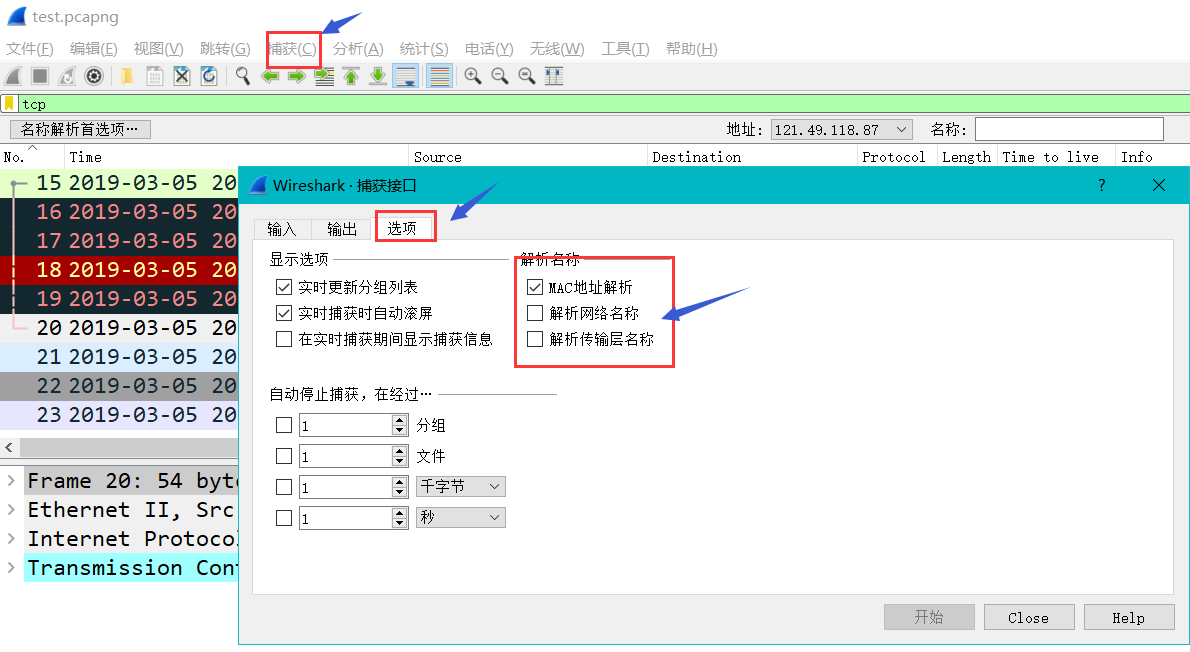 test.pcapng
文件(F) 编辑(E) 视图(V) 跳转(G) 捕获(C) 分析(A) 统计(S) 电话(Y) 无线(W) 工具(T) 帮助(H)
tcp
名称解析首选项… 地址: 121.49.118.87 名称:
No. Time Source Destination Protocol Length Time to live Info
15 2019-03-05 20
16 2019-03-05 20
17 2019-03-05 20
18 2019-03-05 20
19 2019-03-05 20
20 2019-03-05 20
21 2019-03-05 20
22 2019-03-05 20
23 2019-03-05 20
Frame 20: 54 byte
Ethernet II, Src
Internet Protocol
Transmission Cont
Wireshark · 捕获接口 ?
输入 输出 选项
显示选项 解析名称
实时更新分组列表 MAC地址解析
实时捕获时自动滚屏 解析网络名称
在实时捕获期间显示捕获信息 解析传输层名称
自动停止捕获，在经过…
1 分组
1 文件
1 千字节
1 秒
开始 Close Help